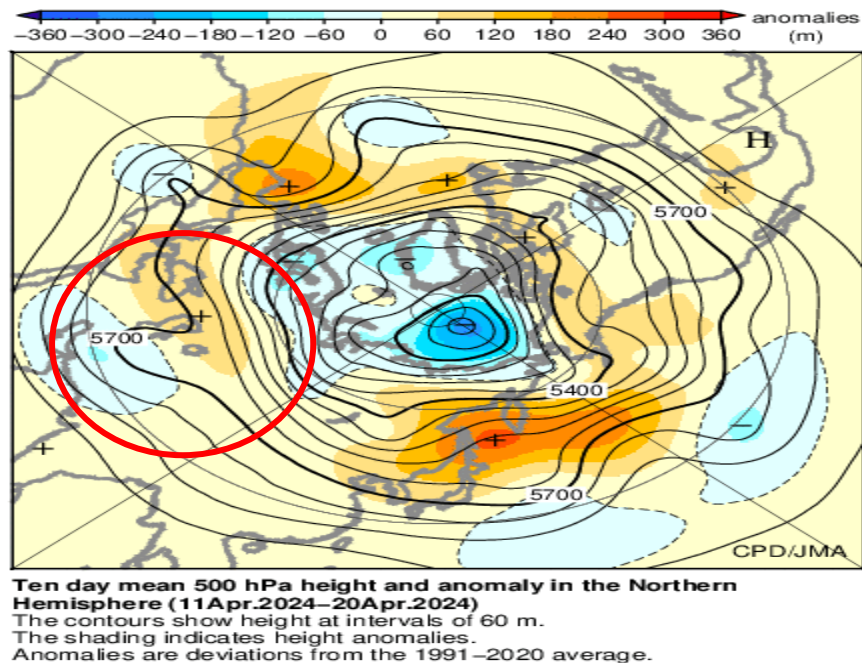 anomalies
−360 −300 −240 −180 −120 −60 0 60 120 180 240 300 360 (m)
H
5700
5700
5400
5700
CPD/JMA
Ten day mean 500 hPa height and anomaly in the Northern
Hemisphere (11Apr.2024−20Apr.2024)
The contours show height at intervals of 60 m.
The shading indicates height anomalies.
Anomalies are deviations from the 1991−2020 average.